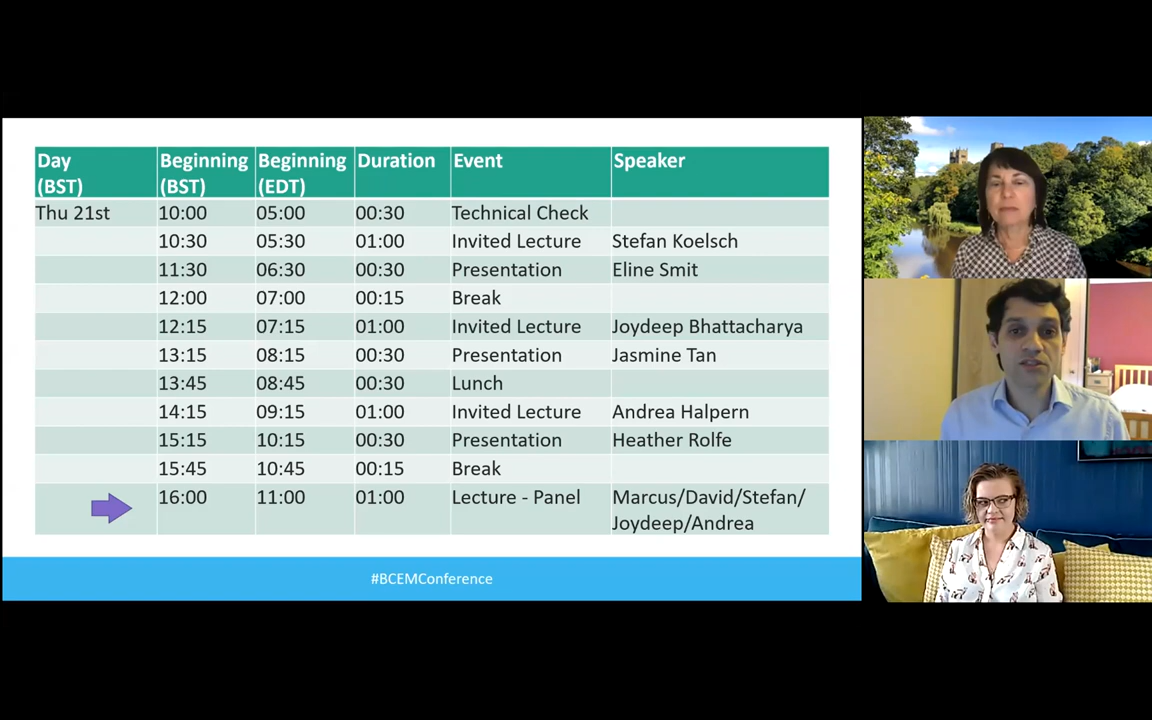 Day Beginning Beginning Duration Event Speaker
(BST) (BST) (EDT)
Thu 21st 10:00 05:00 00:30 Technical Check
10:30 05:30 01:00 Invited Lecture Stefan Koelsch
11:30 06:30 00:30 Presentation Eline Smit
12:00 07:00 00:15 Break
12:15 07:15 01:00 Invited Lecture Joydeep Bhattacharya
13:15 08:15 00:30 Presentation Jasmine Tan
13:45 08:45 00:30 Lunch
14:15 09:15 01:00 Invited Lecture Andrea Halpern
15:15 10:15 00:30 Presentation Heather Rolfe
15:45 10:45 00:15 Break
16:00 11:00 01:00 Lecture - Panel Marcus/David/Stefan/
Joydeep/Andrea
#BCEMConference